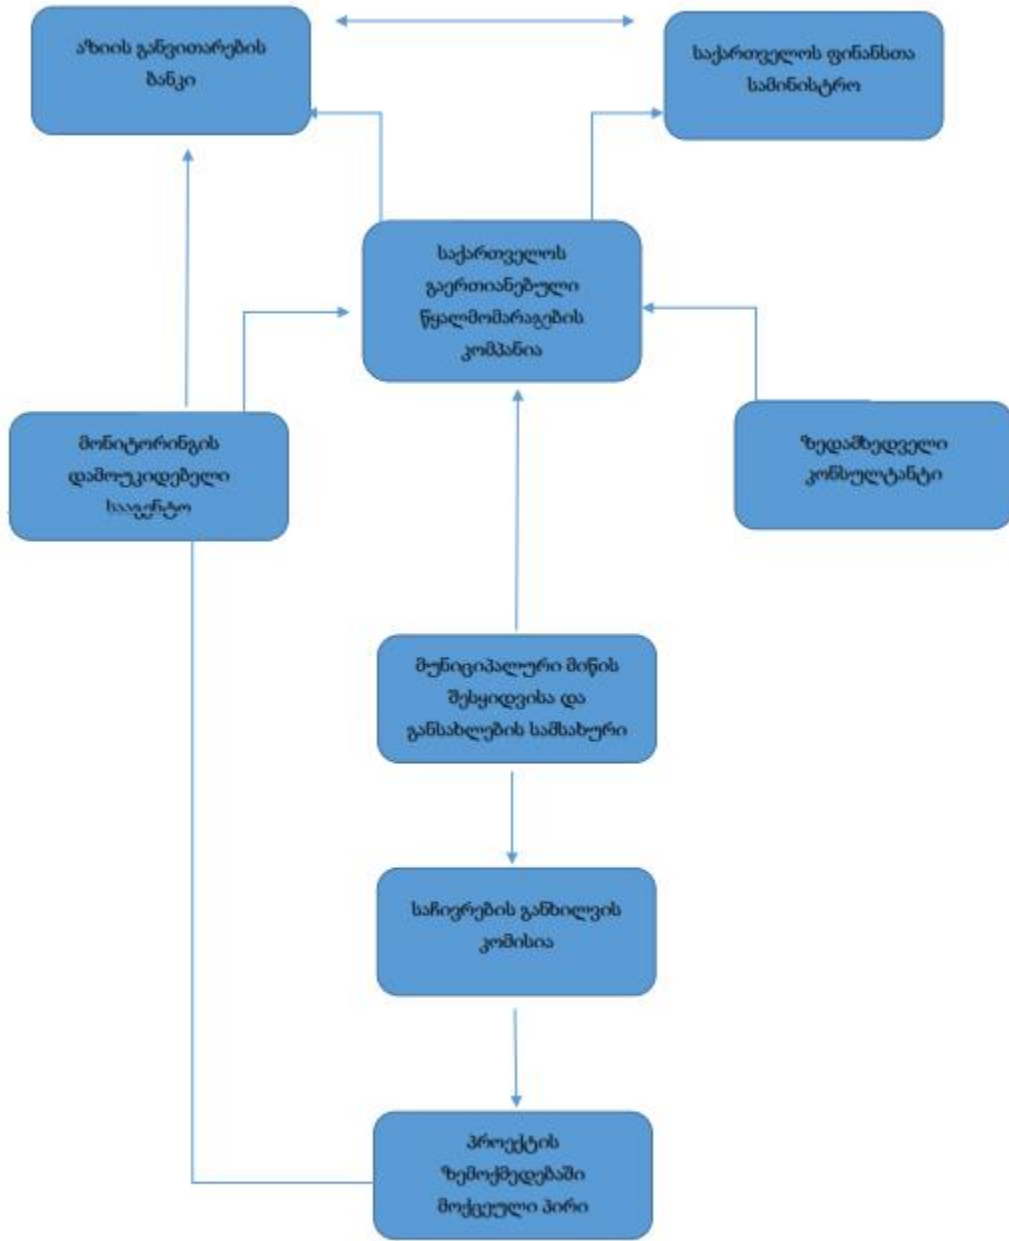 აზიის განვითარების
ბანკი
საქართველოს ფინანსთა
სამინისტრო
საქართველოს
გაერთიანებული
წყალმომარაგების
კომპანია
მონიტორინგის
დამოუკიდებელი
სააგენტო
ზედამხედველი
კონსულტანტი
მუნიციპალური მიწის
შესყიდვისა და
განსახლების სამსახური
საჩივრების განხილვის
კომისია
პროექტის
ზემოქმედებაში
მოქცეული პირი